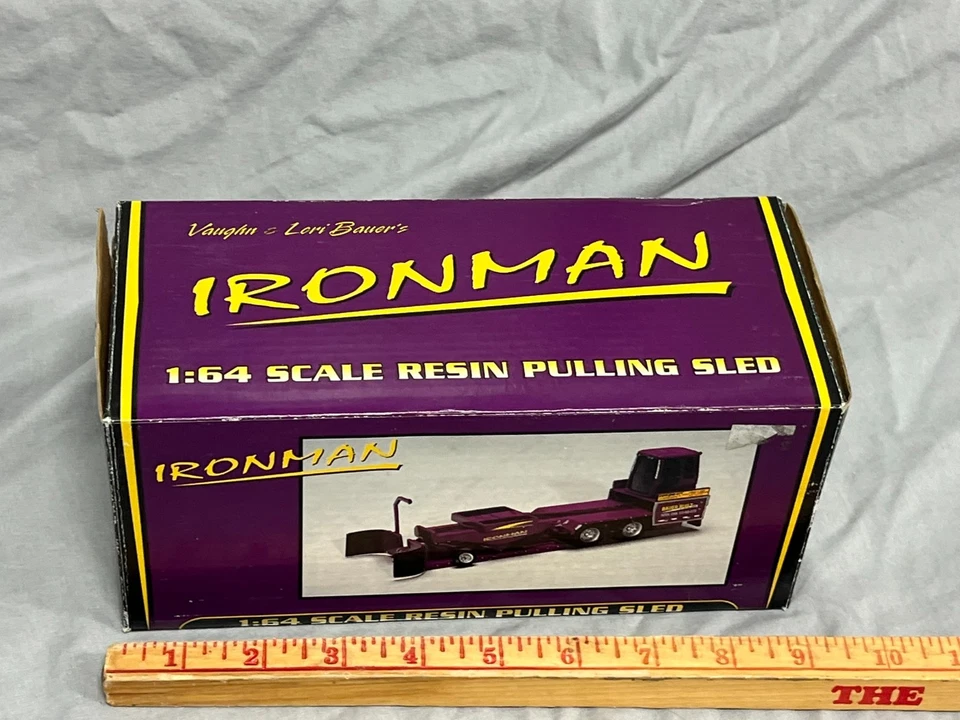 Vaughn & Lori Bauer's
IRONMAN
1:64 SCALE RESIN PULLING SLED
IRONMAN
IRONMAN
1:64 SCALE RESIN PULLING SLED
1 2 3 4 5 6 7 8 9 10
THE